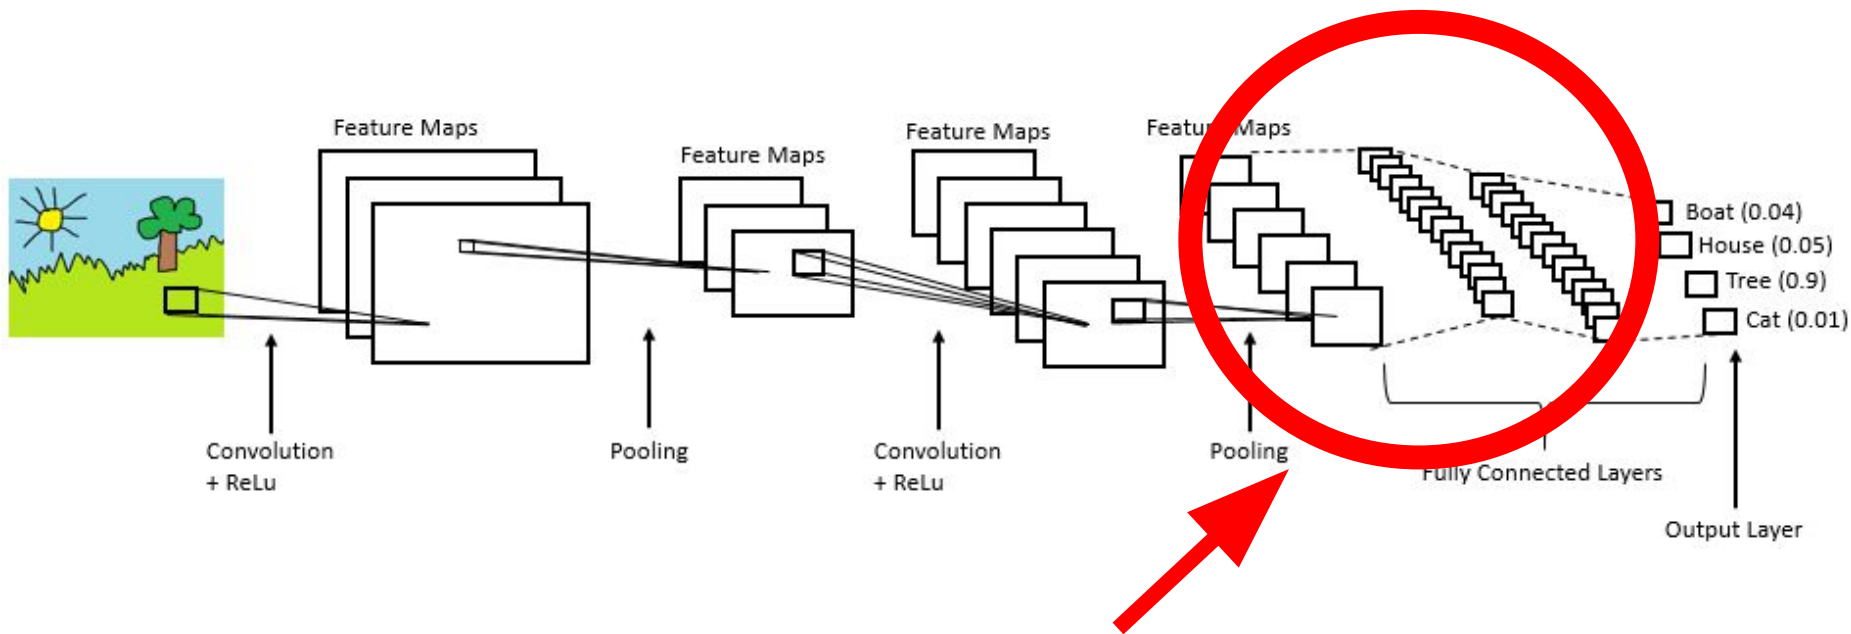 Feature Maps
Feature Maps
Feature Maps
Feature Maps
Boat (0.04)
House (0.05)
Tree (0.9)
Cat (0.01)
Convolution
+ ReLu
Pooling
Convolution
+ ReLu
Pooling
Fully Connected Layers
Output Layer